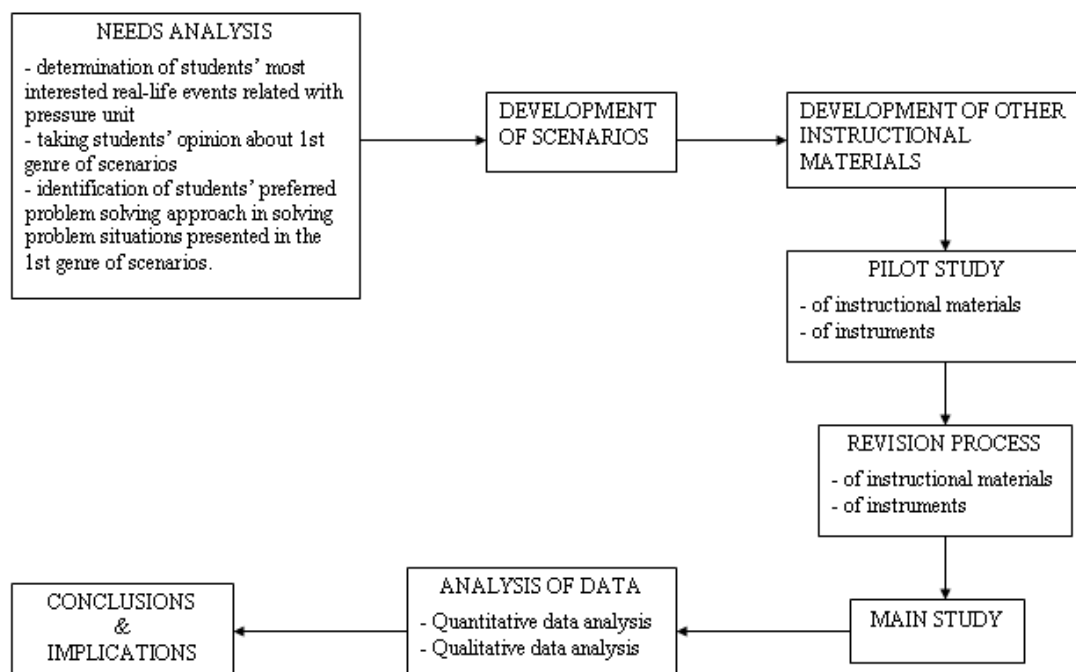 NEEDS ANALYSIS
- determination of students’ most
interested real-life events related with
pressure unit
- taking students’ opinion about 1st
genre of scenarios
- identification of students’ preferred
problem solving approach in solving
problem situations presented in the
1st genre of scenarios.
DEVELOPMENT
OF SCENARIOS
DEVELOPMENT OF OTHER
INSTRUCTIONAL
MATERIALS
PILOT STUDY
- of instructional materials
- of instruments
REVISION PROCESS
- of instructional materials
- of instruments
MAIN STUDY
ANALYSIS OF DATA
- Quantitative data analysis
- Qualitative data analysis
CONCLUSIONS
&
IMPLICATIONS